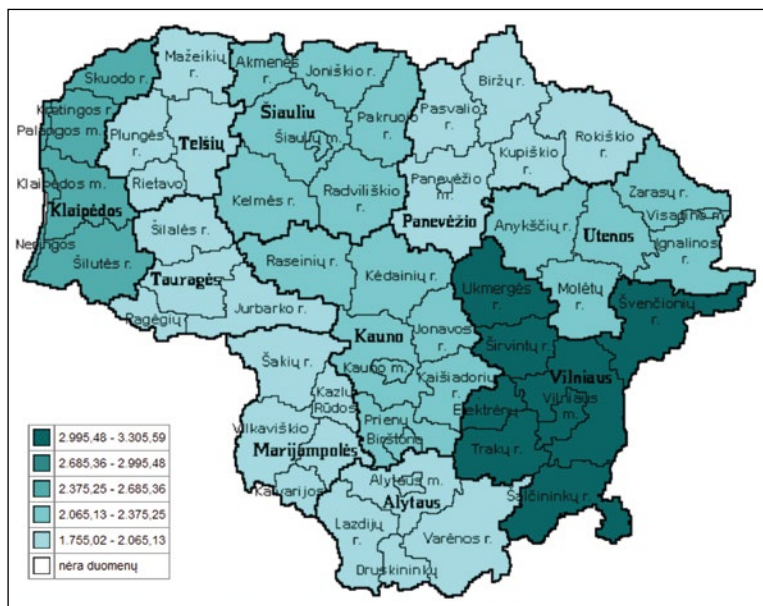 Mažeikių r.
Skuodo r.
Akmenės r.
Joniškio r.
Biržų r.
Kretingos r.
Šiaulių
Pasvalio r.
Pakruojo r.
Palangos m.
Plungės r.
Telšių
Šiaulių m.
Rokiškio r.
Kupiškio r.
Klaipėdos m.
Rietavo
Panevėžio m.
Zarasų r.
Klaipėdos
Kelmės r.
Radviliškio r.
Panevėžio
Anykščių r.
Visagino m.
Utenos
Šilalės r.
Neringos
Ignalinos r.
Šilutės r.
Raseinių r.
Kėdainių r.
Tauragės
Ukmergės r.
Molėtų r.
Švenčionių r.
Pagėgių
Jurbarko r.
Jonavos r.
Kauno
Širvintų r.
Šakių r.
Kauno m.
Kaišiadorių r.
Vilniaus
Kazlų Rūdos
Elektrėnų
Vilniaus m.
Vilkaviškio
Prienų
Birštono
Trakų r.
Marijampolės
Kalvarijos
Alytaus m.
Alytaus
Šalčininkų r.
Lazdijų r.
Varėnos r.
Druskininkų
2.995,48 - 3.305,59
2.685,36 - 2.995,48
2.375,25 - 2.685,36
2.065,13 - 2.375,25
1.755,02 - 2.065,13
nėra duomenų